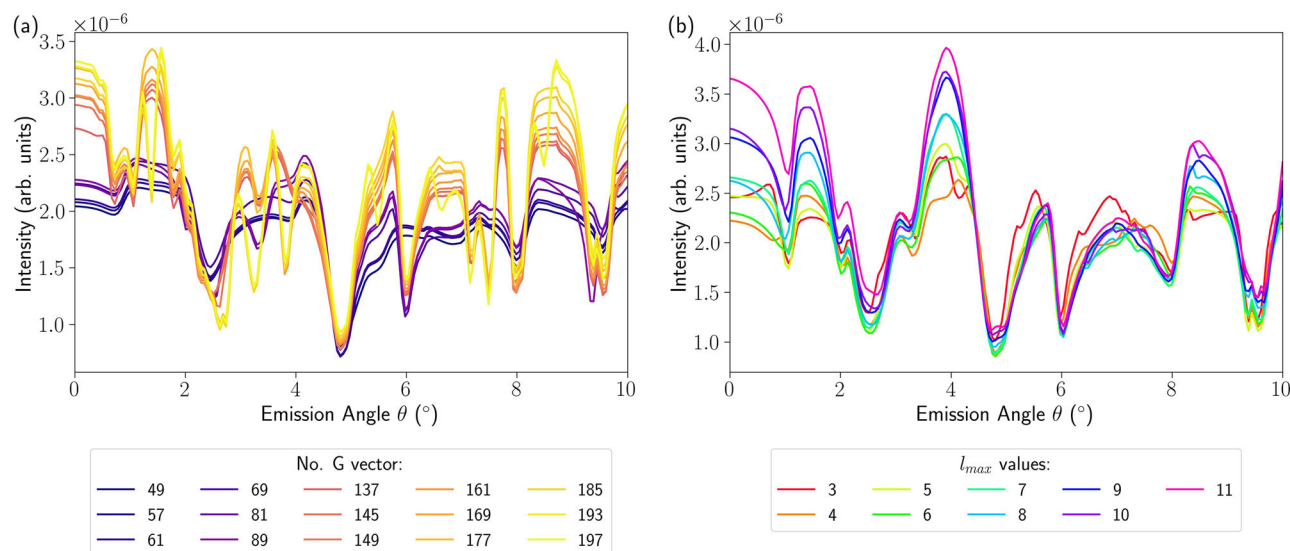 (a)
×10⁻⁶
3.5
3.0
2.5
2.0
1.5
1.0
Intensity (arb. units)
0 2 4 6 8 10
Emission Angle θ (°)
No. G vector:
49 69 137 161 185
57 81 145 169 193
61 89 149 177 197
(b)
×10⁻⁶
4.0
3.5
3.0
2.5
2.0
1.5
1.0
Intensity (arb. units)
0 2 4 6 8 10
Emission Angle θ (°)
lₘₐₓ values:
3 5 7 9 11
4 6 8 10